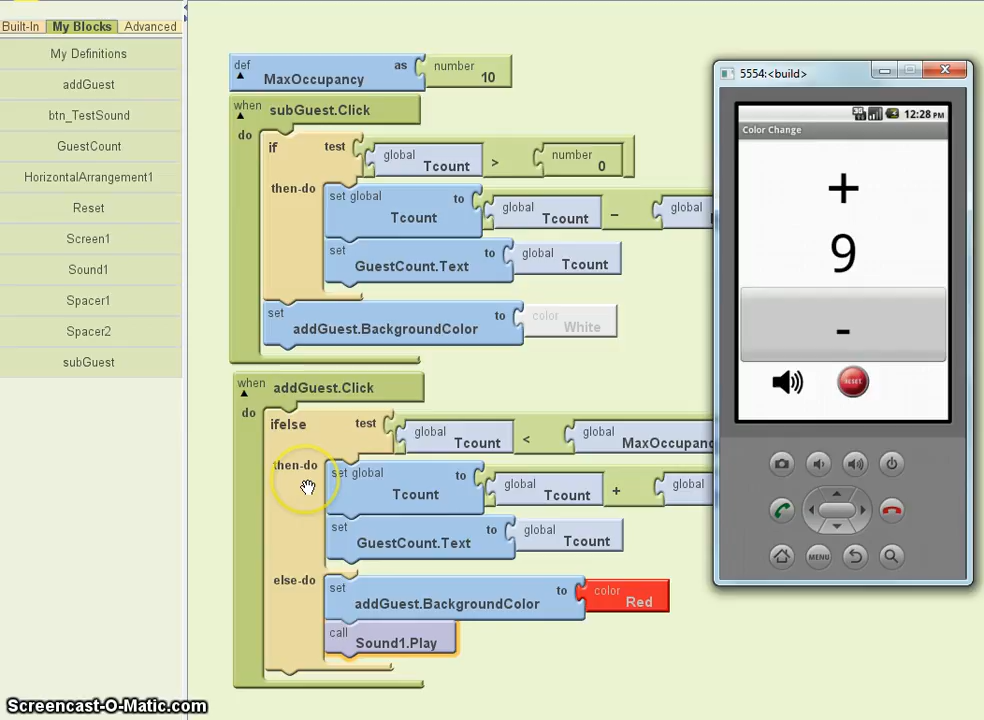 Built-In My Blocks Advanced
My Definitions
addGuest
btn_TestSound
GuestCount
HorizontalArrangement1
Reset
Screen1
Sound1
Spacer1
Spacer2
subGuest
def MaxOccupancy as number 10
when subGuest.Click
do if test global Tcount > number 0
then-do set global Tcount to global Tcount - global
set GuestCount.Text to global Tcount
set addGuest.BackgroundColor to color White
when addGuest.Click
do ifelse test global Tcount < global MaxOccupanc
then-do set global Tcount to global Tcount + global
set GuestCount.Text to global Tcount
else-do set addGuest.BackgroundColor to color Red
call Sound1.Play
5554:<build>
3G 12:28 PM
Color Change
+
9
-
RESET
MENU
Screencast-O-Matic.com